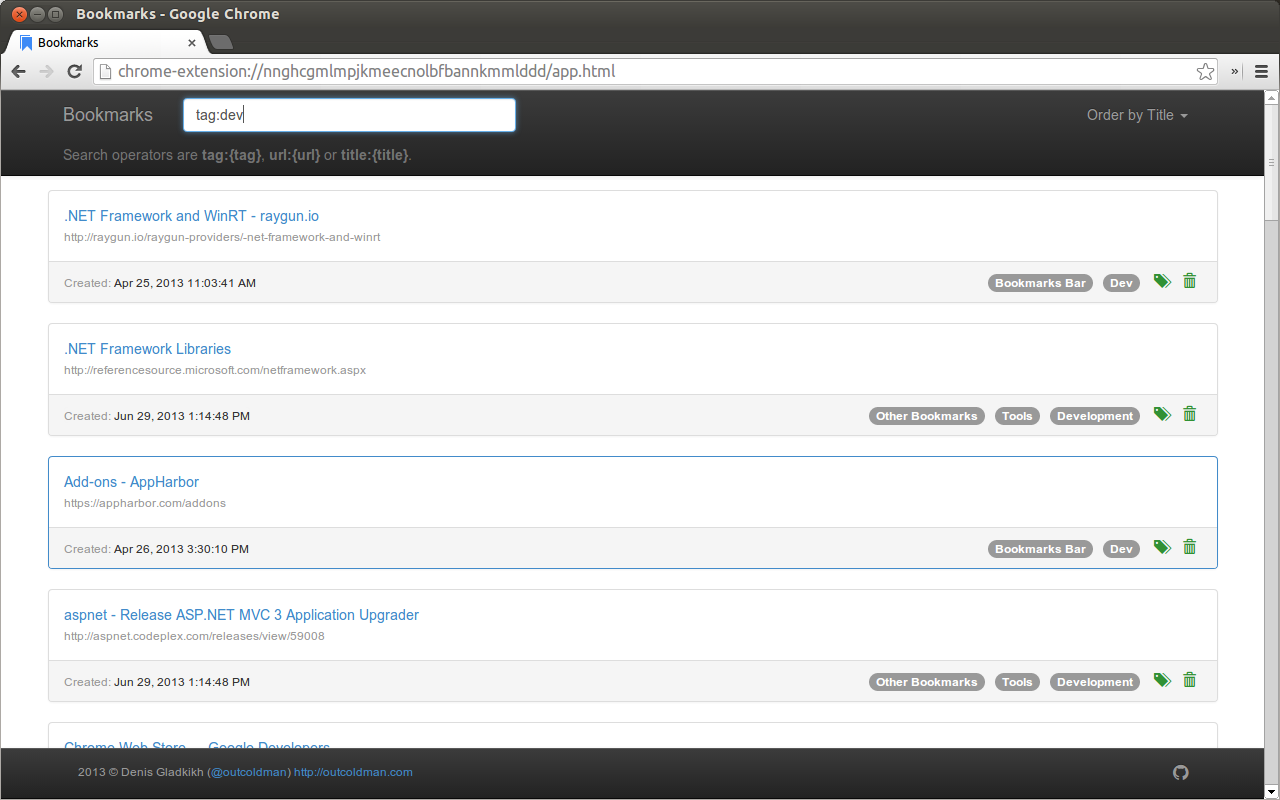 Bookmarks - Google Chrome
Bookmarks
chrome-extension://nnghcgmlmpjkmeecnolbfbannkmmlddd/app.html
Bookmarks tag:dev Order by Title
Search operators are tag:{tag}, url:{url} or title:{title}.
.NET Framework and WinRT - raygun.io
http://raygun.io/raygun-providers/-net-framework-and-winrt
Created: Apr 25, 2013 11:03:41 AM Bookmarks Bar Dev
.NET Framework Libraries
http://referencesource.microsoft.com/netframework.aspx
Created: Jun 29, 2013 1:14:48 PM Other Bookmarks Tools Development
Add-ons - AppHarbor
https://appharbor.com/addons
Created: Apr 26, 2013 3:30:10 PM Bookmarks Bar Dev
aspnet - Release ASP.NET MVC 3 Application Upgrader
http://aspnet.codeplex.com/releases/view/59008
Created: Jun 29, 2013 1:14:48 PM Other Bookmarks Tools Development
Chrome Web Store — Google Developers
2013 © Denis Gladkikh (@outcoldman) http://outcoldman.com